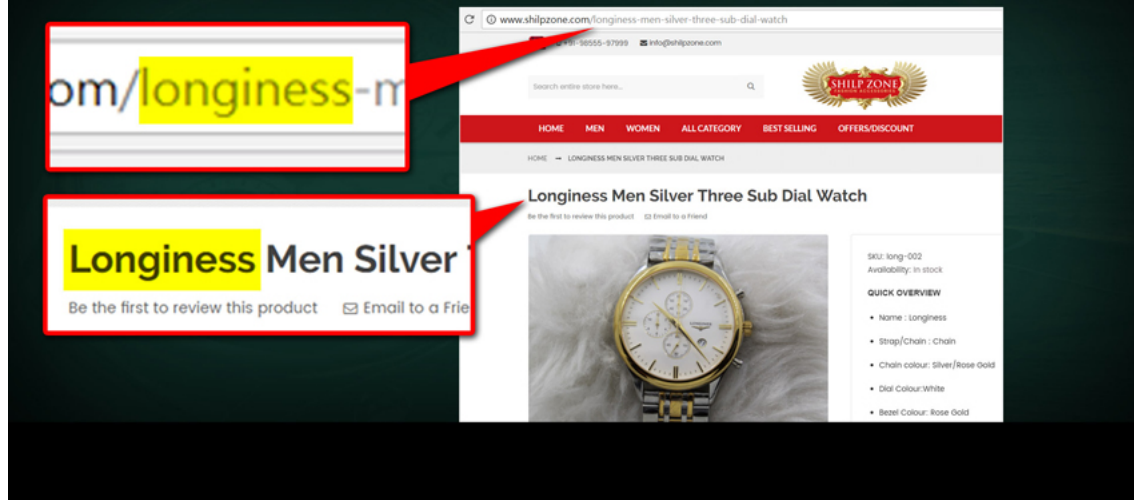 www.shilpzone.com/longiness-men-silver-three-sub-dial-watch
+91-98555-97999 info@shilpzone.com
om/longiness-m
Search entire store here...
SHILP ZONE
FASHION ACCESSORIES
HOME MEN WOMEN ALL CATEGORY BEST SELLING OFFERS/DISCOUNT
HOME LONGINESS MEN SILVER THREE SUB DIAL WATCH
Longiness Men Silver Three Sub Dial Watch
Be the first to review this product Email to a Friend
Longiness Men Silver
Be the first to review this product Email to a Frie
LONGINES
SKU: long-002
Availability: In stock
QUICK OVERVIEW
• Name : Longiness
• Strap/Chain : Chain
• Chain colour: Silver/Rose Gold
• Dial Colour:White
• Bezel Colour: Rose Gold